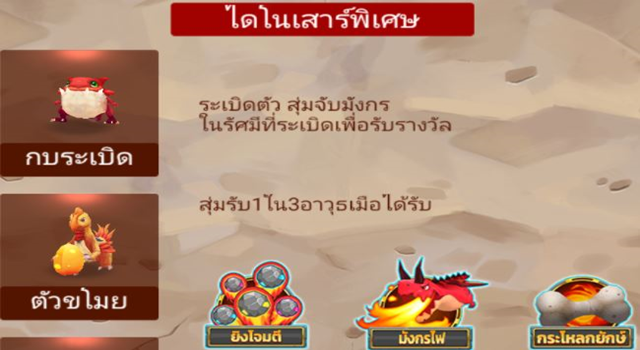 ไดโนเสาร์พิเศษ
ระเบิดตัว สุ่มจับมังกร
ในรัศมีที่ระเบิดเพื่อรับรางวัล
กบระเบิด
สุ่มรับ1ใน3อาวุธเมื่อได้รับ
ตัวขโมย
ยิงโจมตี
มังกรไฟ
กระโหลกยักษ์